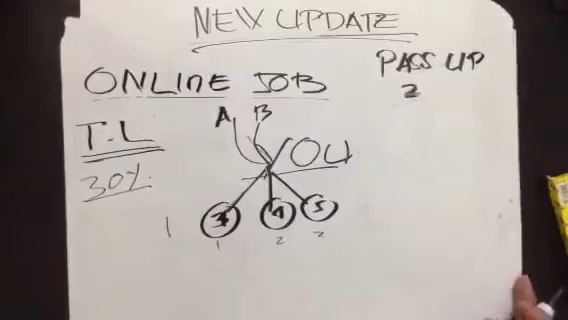 NEW UPDATE
PASS UP
2
ONLINE JOB
A B
T.L
YOU
30%
1 3 4 5
1 2 2